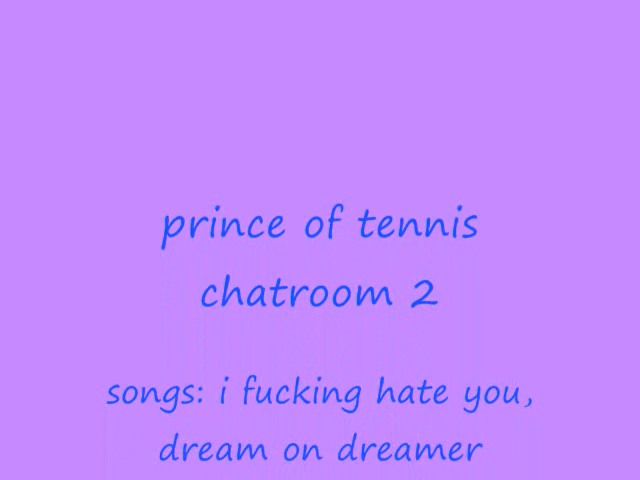 prince of tennis
chatroom 2
songs: i fucking hate you,
dream on dreamer